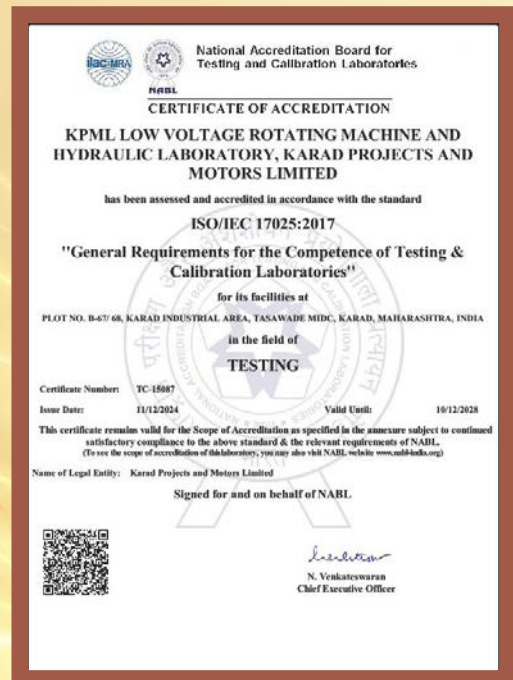 ilac-MRA
NABL
National Accreditation Board for
Testing and Calibration Laboratories
CERTIFICATE OF ACCREDITATION
KPML LOW VOLTAGE ROTATING MACHINE AND
HYDRAULIC LABORATORY, KARAD PROJECTS AND
MOTORS LIMITED
has been assessed and accredited in accordance with the standard
ISO/IEC 17025:2017
"General Requirements for the Competence of Testing &
Calibration Laboratories"
for its facilities at
PLOT NO. B-67/ 68, KARAD INDUSTRIAL AREA, TASAWADE MIDC, KARAD, MAHARASHTRA, INDIA
in the field of
TESTING
Certificate Number: TC-15087
Issue Date: 11/12/2024 Valid Until: 10/12/2028
This certificate remains valid for the Scope of Accreditation as specified in the annexure subject to continued
satisfactory compliance to the above standard & the relevant requirements of NABL.
(To see the scope of accreditation of this laboratory, you may also visit NABL website www.nabl-india.org)
Name of Legal Entity: Karad Projects and Motors Limited
Signed for and on behalf of NABL
N. Venkateswaran
Chief Executive Officer